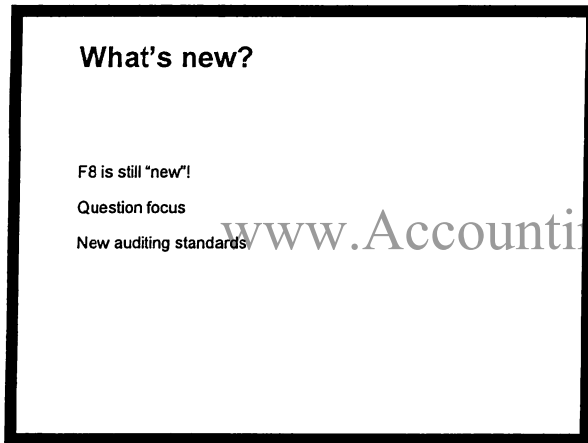 What's new?
F8 is still "new"!
Question focus
New auditing standards
www.Accounti